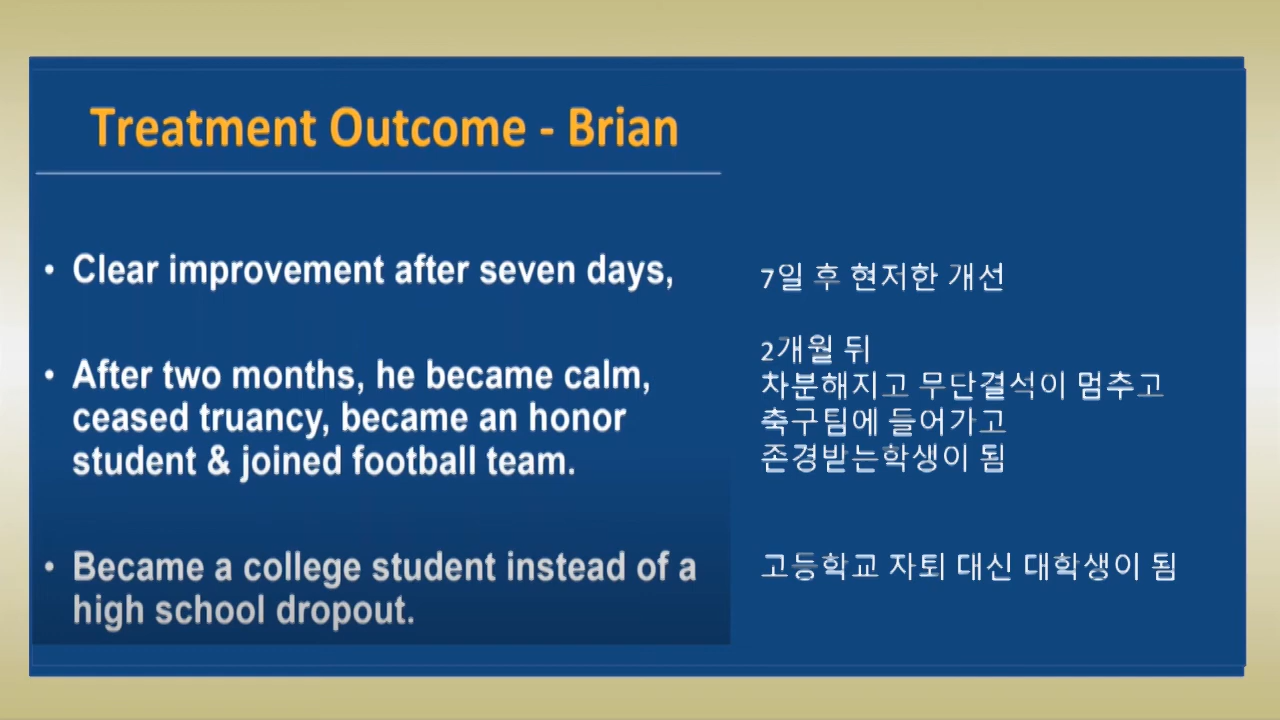 Treatment Outcome - Brian
• Clear improvement after seven days,
• After two months, he became calm,
ceased truancy, became an honor
student & joined football team.
• Became a college student instead of a
high school dropout.
7일 후 현저한 개선
2개월 뒤
차분해지고 무단결석이 멈추고
축구팀에 들어가고
존경받는학생이 됨
고등학교 자퇴 대신 대학생이 됨